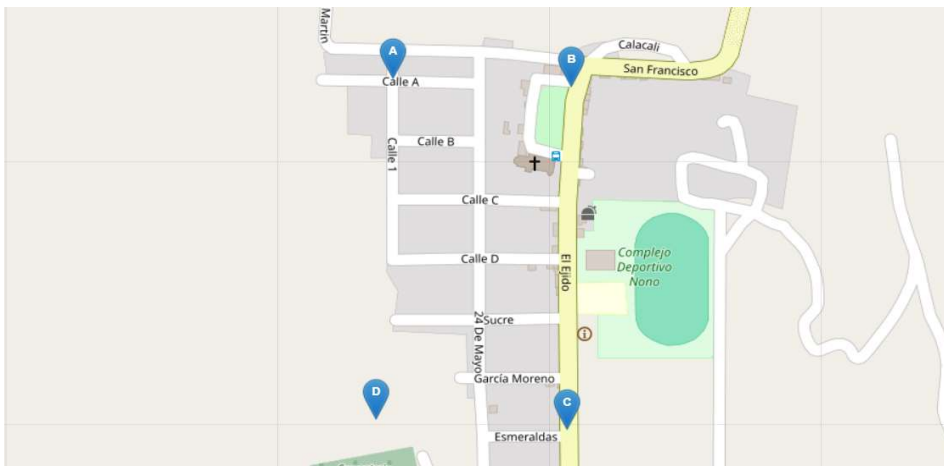 Martin
A
B
Calacali
San Francisco
Calle A
Calle B
Calle 1
Calle C
Calle D
El Ejido
Complejo
Deportivo
Nono
Sucre
24 De Mayo
García Moreno
D
C
Esmeraldas